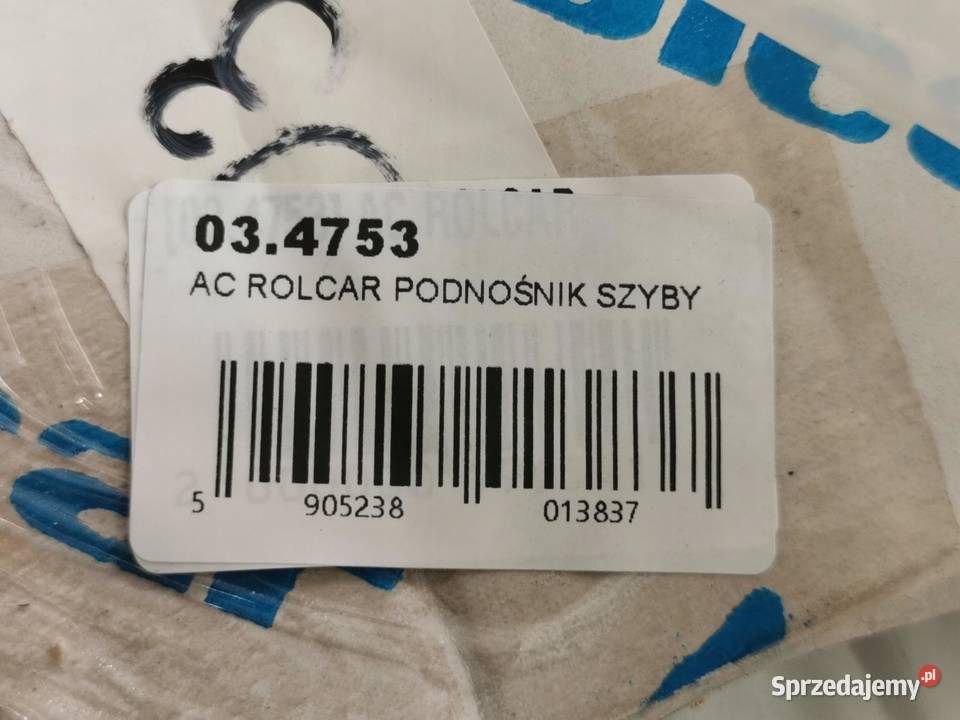 03.4753
AC ROLCAR PODNOŚNIK SZYBY
5 905238 013837
Sprzedajemy.pl